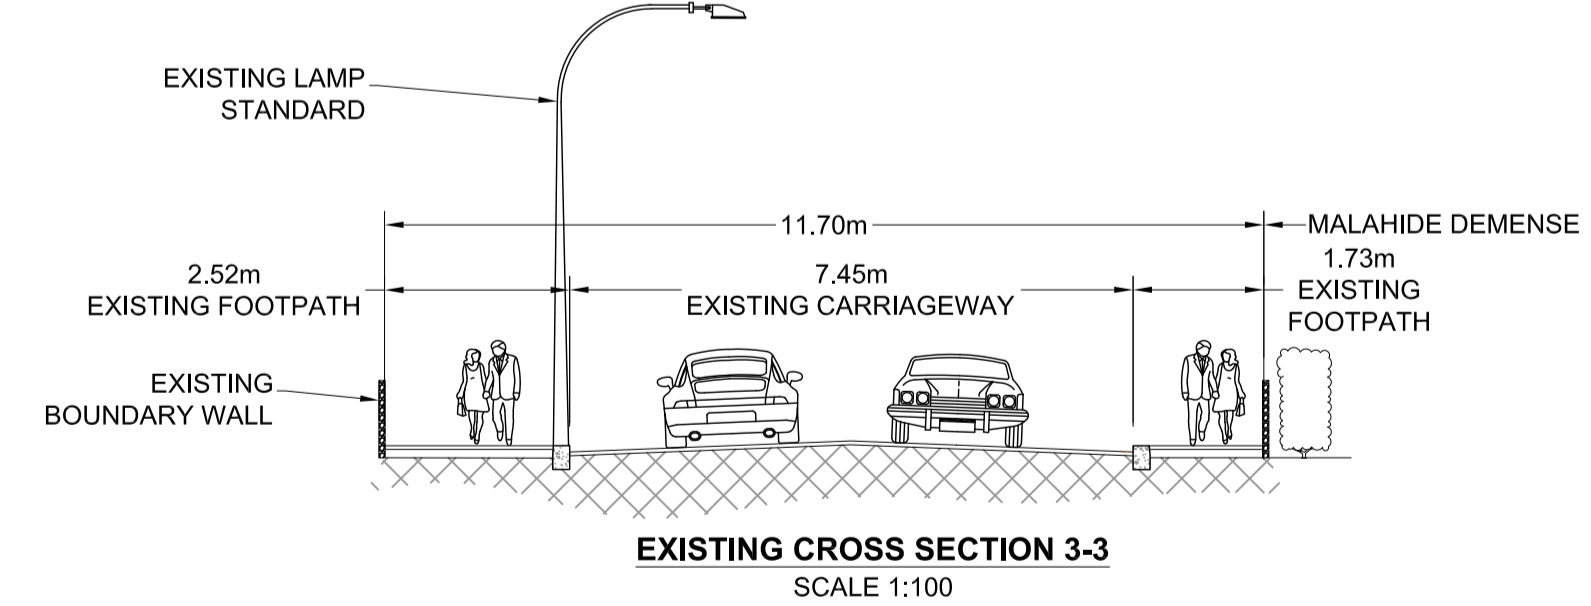 EXISTING LAMP
STANDARD
11.70m
MALAHIDE DEMENSE
2.52m
EXISTING FOOTPATH
7.45m
EXISTING CARRIAGEWAY
1.73m
EXISTING
FOOTPATH
EXISTING
BOUNDARY WALL
EXISTING CROSS SECTION 3-3
SCALE 1:100